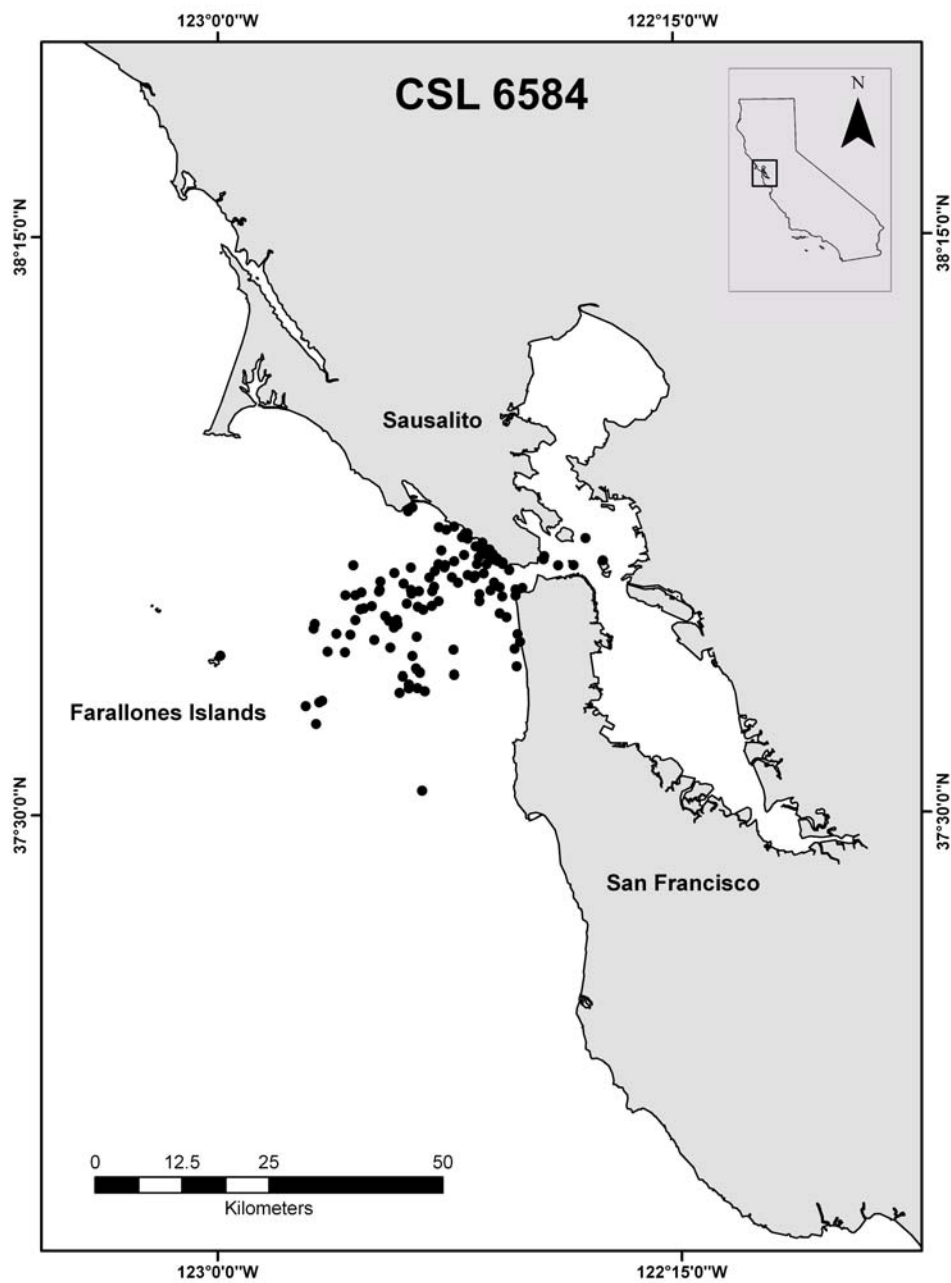 123°0'0"W 122°15'0"W
CSL 6584
N
38°15'0"N 38°15'0"N
Sausalito
Farallones Islands
37°30'0"N 37°30'0"N
San Francisco
0 12.5 25 50
Kilometers
123°0'0"W 122°15'0"W